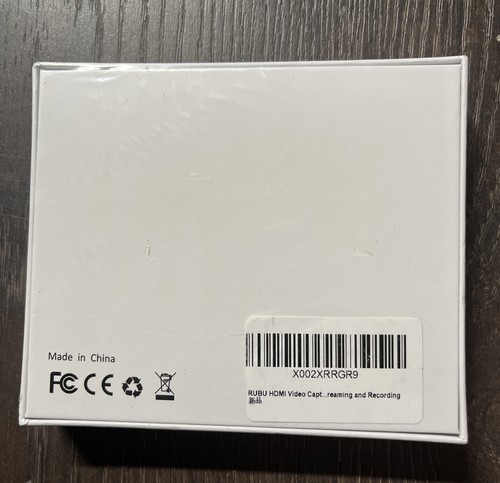 Made in China
FC CE
X002XRRGR9
RUBU HDMI Video Capt...reaming and Recording
新品